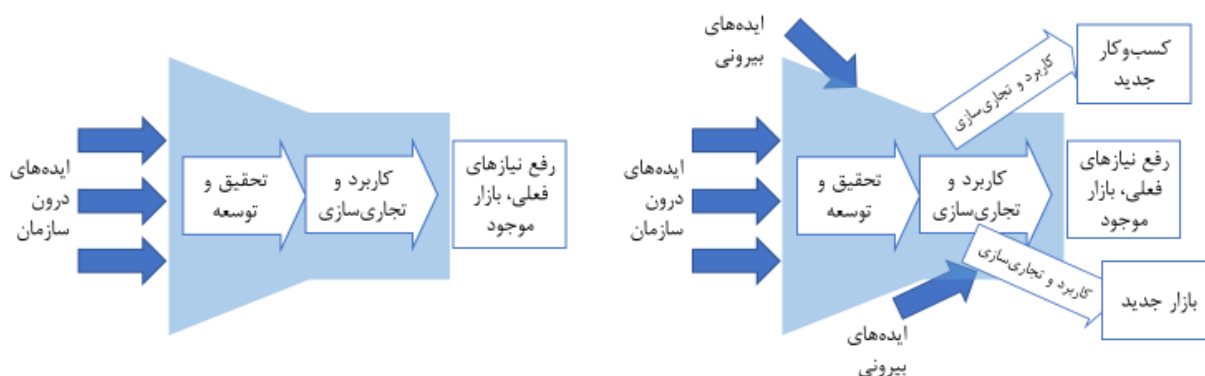 ایده‌های
درون
سازمان
تحقیق و
توسعه
کاربرد و
تجاری‌سازی
رفع نیازهای
فعلی، بازار
موجود
ایده‌های
بیرونی
ایده‌های
درون
سازمان
تحقیق و
توسعه
کاربرد و
تجاری‌سازی
رفع نیازهای
فعلی، بازار
موجود
کاربرد و تجاری‌سازی
کسب‌وکار
جدید
کاربرد و تجاری‌سازی
بازار جدید
ایده‌های
بیرونی